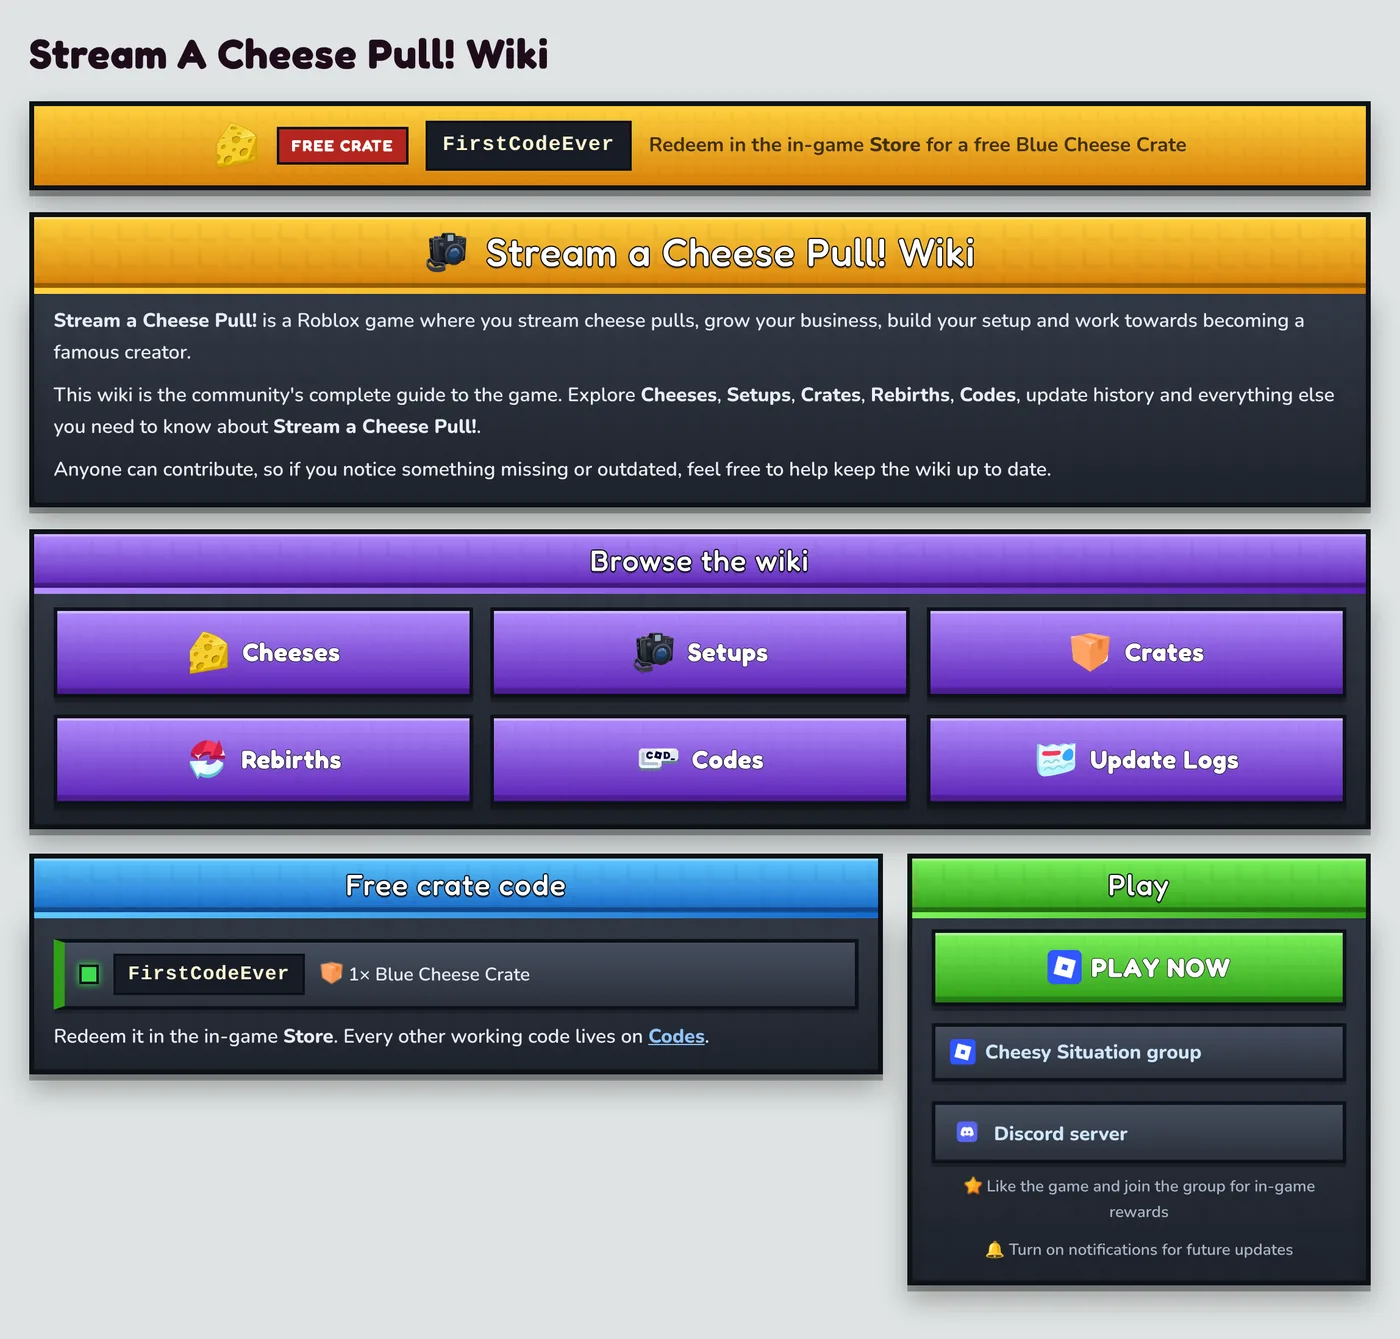 Stream A Cheese Pull! Wiki
FREE CRATE FirstCodeEver Redeem in the in-game Store for a free Blue Cheese Crate
Stream a Cheese Pull! Wiki
Stream a Cheese Pull! is a Roblox game where you stream cheese pulls, grow your business, build your setup and work towards becoming a
famous creator.
This wiki is the community's complete guide to the game. Explore Cheeses, Setups, Crates, Rebirths, Codes, update history and everything else
you need to know about Stream a Cheese Pull!.
Anyone can contribute, so if you notice something missing or outdated, feel free to help keep the wiki up to date.
Browse the wiki
Cheeses
Setups
Crates
Rebirths
COD_ Codes
Update Logs
Free crate code
FirstCodeEver 1× Blue Cheese Crate
Redeem it in the in-game Store. Every other working code lives on Codes.
Play
PLAY NOW
Cheesy Situation group
Discord server
Like the game and join the group for in-game
rewards
Turn on notifications for future updates